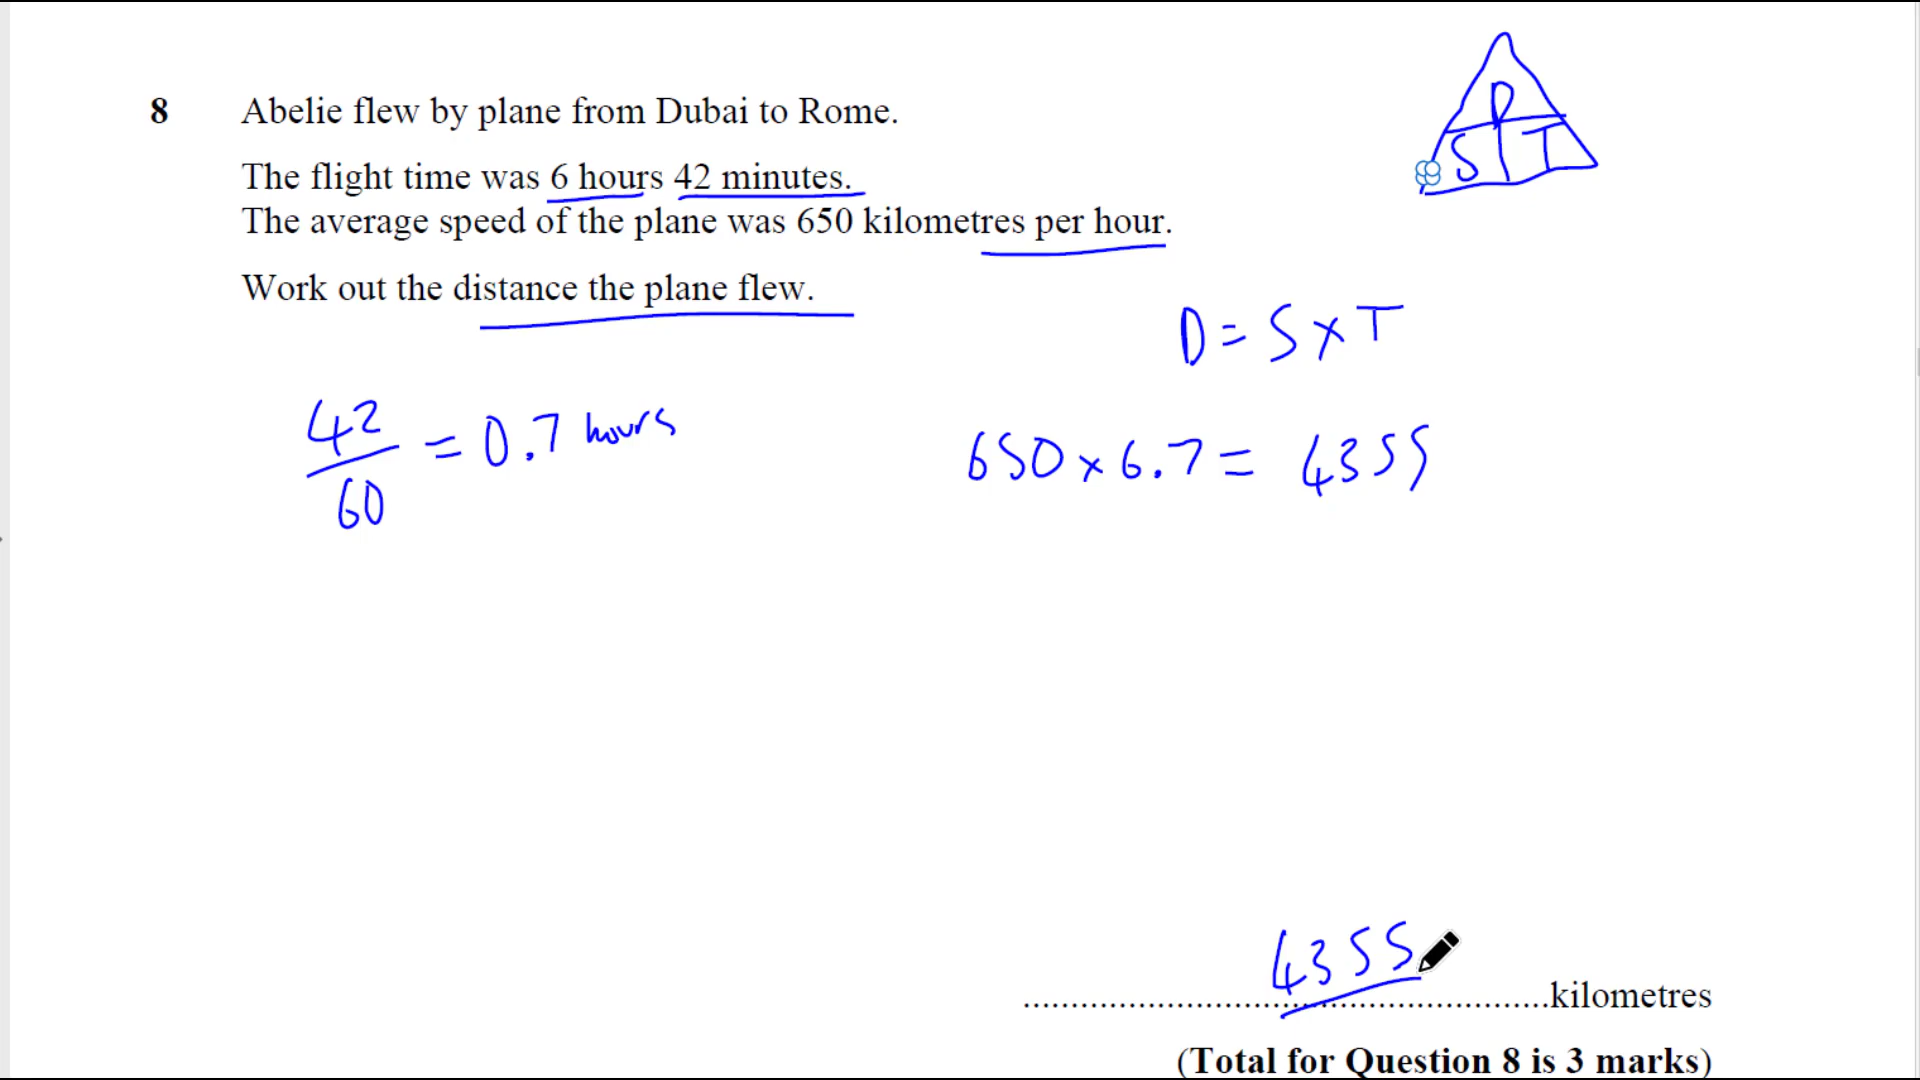 8 Abelie flew by plane from Dubai to Rome.
D
S T
The flight time was 6 hours 42 minutes.
The average speed of the plane was 650 kilometres per hour.
Work out the distance the plane flew.
D = S × T
42/60 = 0.7 hours
650 × 6.7 = 4355
4355
........................................................kilometres
(Total for Question 8 is 3 marks)